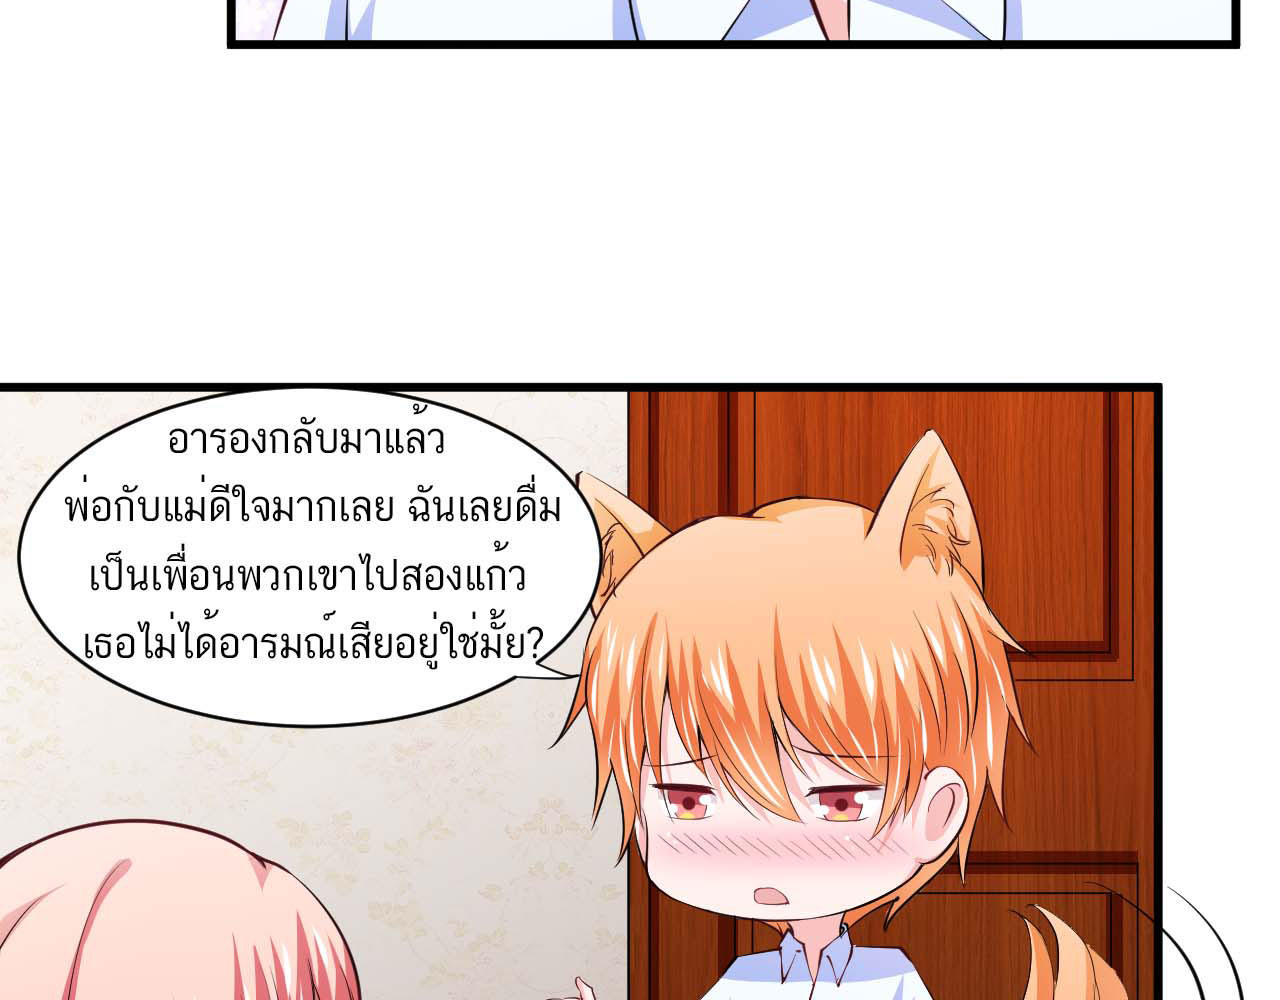 อารองกลับมาแล้ว
พ่อกับแม่ดีใจมากเลย ฉันเลยดื่ม
เป็นเพื่อนพวกเขาไปสองแก้ว
เธอไม่ได้อารมณ์เสียอยู่ใช่มั้ย?